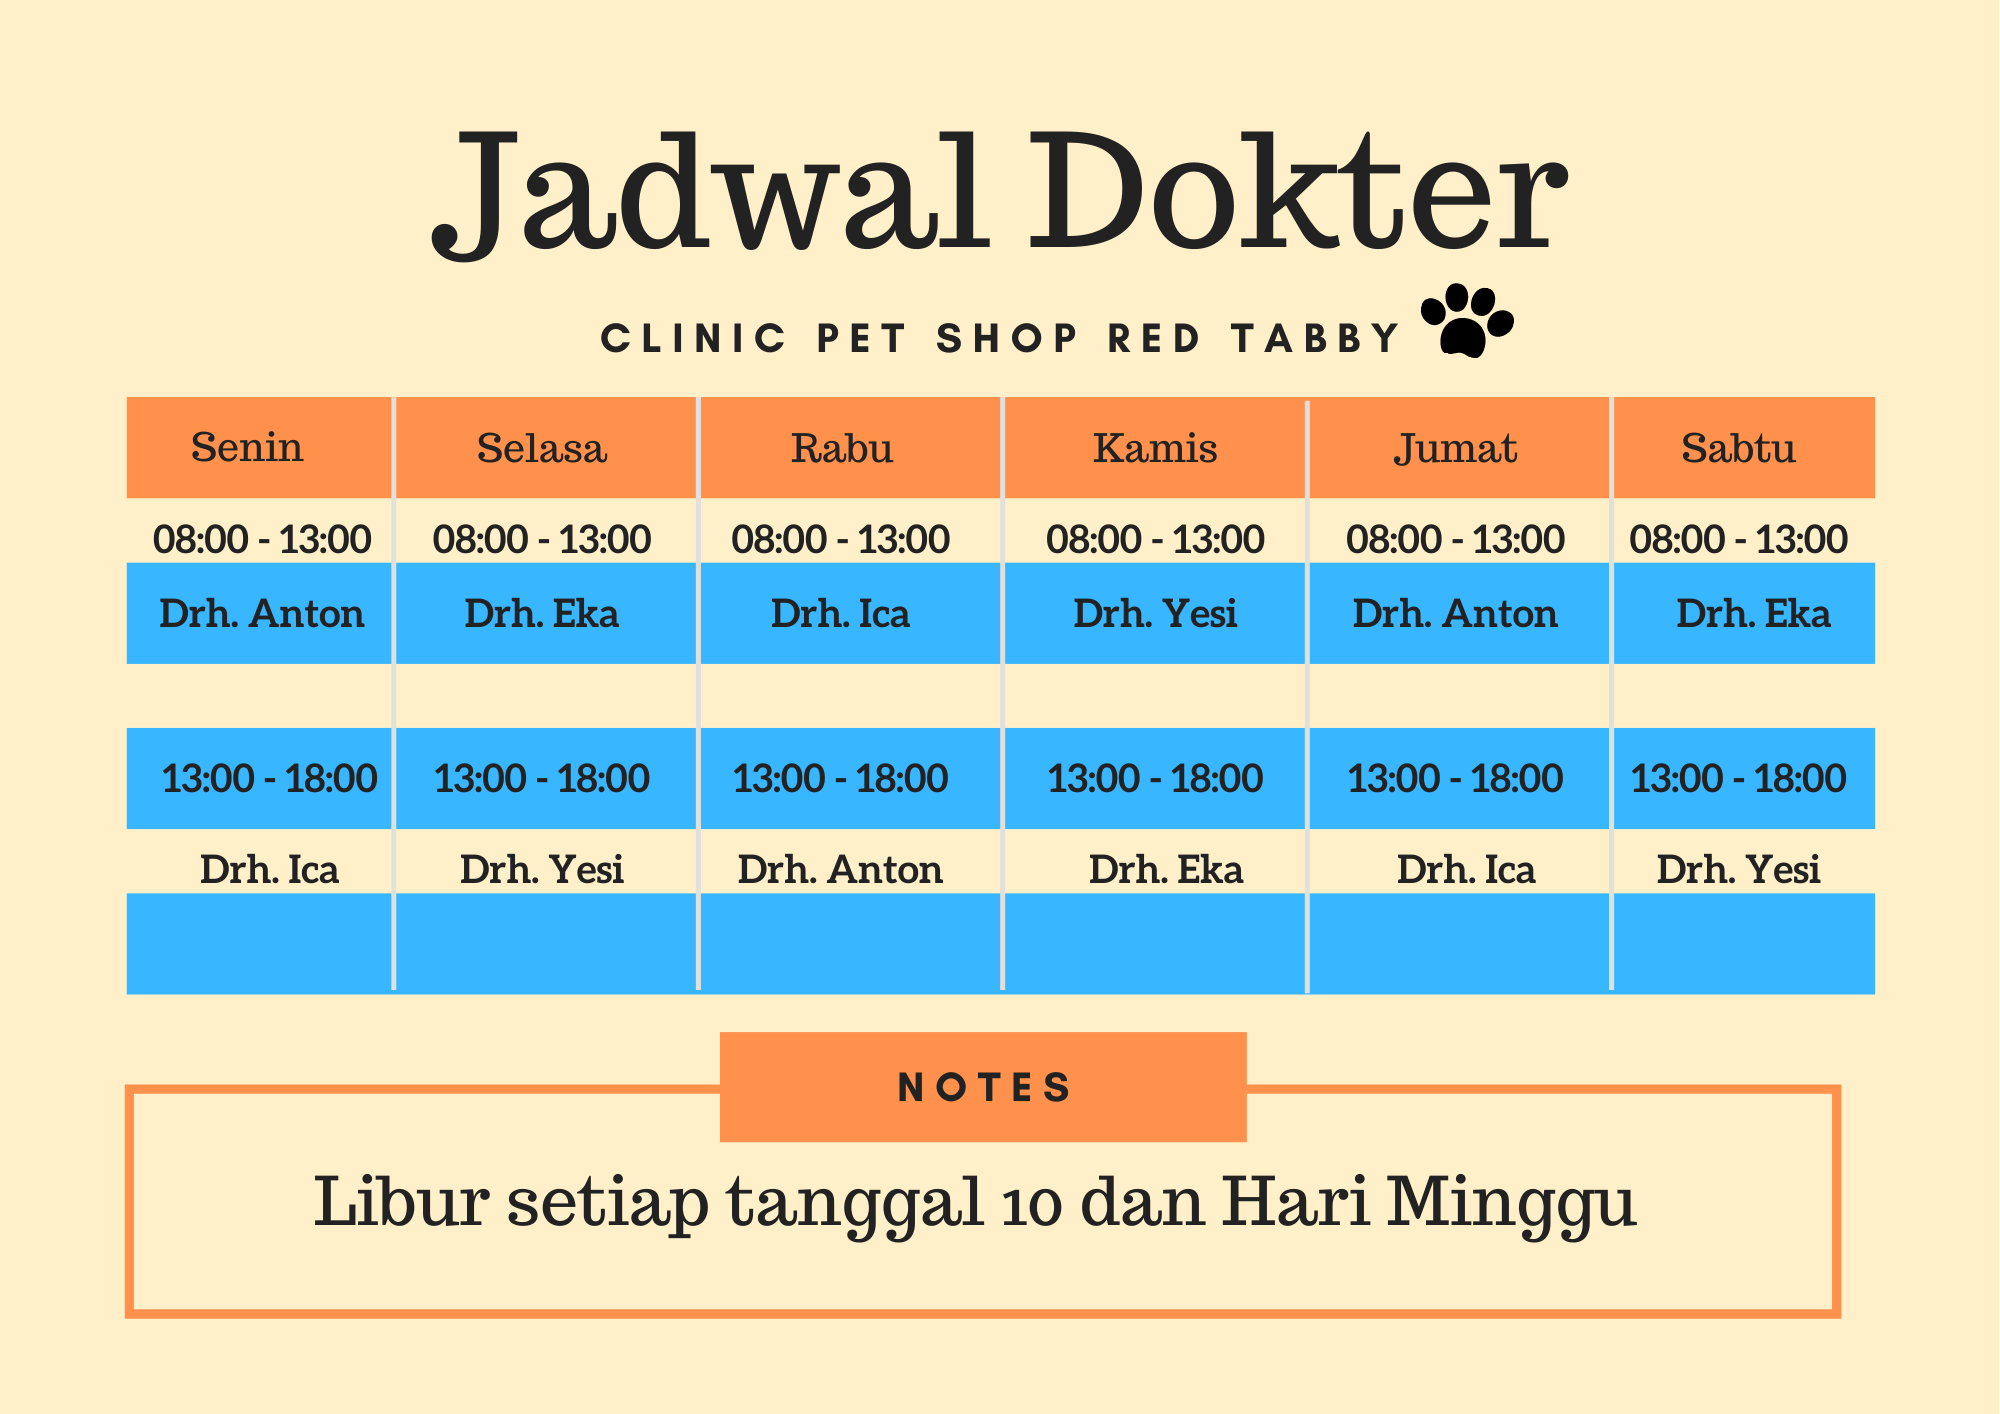 Jadwal Dokter
CLINIC PET SHOP RED TABBY
Senin Selasa Rabu Kamis Jumat Sabtu
08:00 - 13:00 08:00 - 13:00 08:00 - 13:00 08:00 - 13:00 08:00 - 13:00 08:00 - 13:00
Drh. Anton Drh. Eka Drh. Ica Drh. Yesi Drh. Anton Drh. Eka
13:00 - 18:00 13:00 - 18:00 13:00 - 18:00 13:00 - 18:00 13:00 - 18:00 13:00 - 18:00
Drh. Ica Drh. Yesi Drh. Anton Drh. Eka Drh. Ica Drh. Yesi
NOTES
Libur setiap tanggal 10 dan Hari Minggu